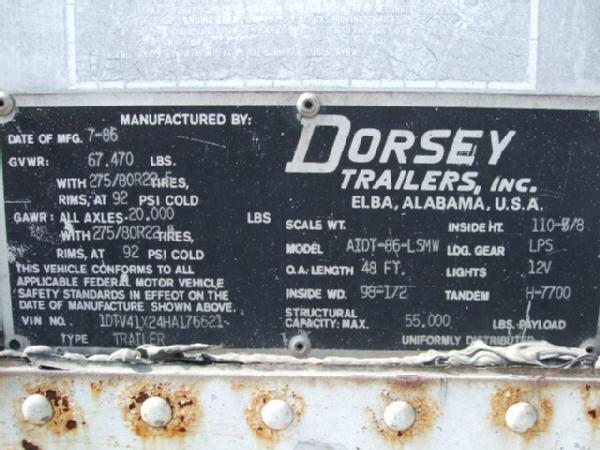 MANUFACTURED BY:
DORSEY
TRAILERS, INC.
ELBA, ALABAMA, U.S.A.
DATE OF MFG. 7-86
GVWR: 67,470 LBS.
WITH 275/80R22.5 TIRES,
RIMS, AT 92 PSI COLD
GAWR: ALL AXLES 20,000 LBS
WITH 275/80R22.5 TIRES,
RIMS, AT 92 PSI COLD
THIS VEHICLE CONFORMS TO ALL
APPLICABLE FEDERAL MOTOR VEHICLE
SAFETY STANDARDS IN EFFECT ON THE
DATE OF MANUFACTURE SHOWN ABOVE.
VIN NO. 1DTV41X24HA176621
TYPE TRAILER
SCALE WT. INSIDE HT. 110-
MODEL AIDT-86-LSMW LDG. GEAR LPS
O.A. LENGTH 48 FT. LIGHTS 12V
INSIDE WD. 98-1/2 TANDEM H-7700
STRUCTURAL
CAPACITY: MAX. 55,000 LBS. PAYLOAD
UNIFORMLY DISTRIBUTED